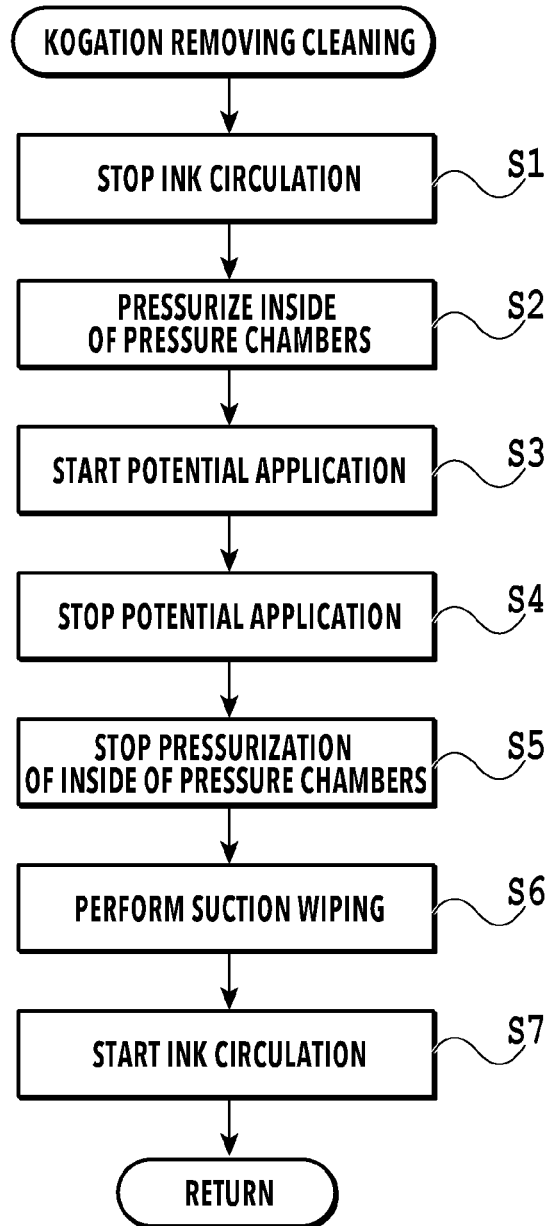 KOGATION REMOVING CLEANING
STOP INK CIRCULATION
S1
PRESSURIZE INSIDE
OF PRESSURE CHAMBERS
S2
START POTENTIAL APPLICATION
S3
STOP POTENTIAL APPLICATION
S4
STOP PRESSURIZATION
OF INSIDE OF PRESSURE CHAMBERS
S5
PERFORM SUCTION WIPING
S6
START INK CIRCULATION
S7
RETURN